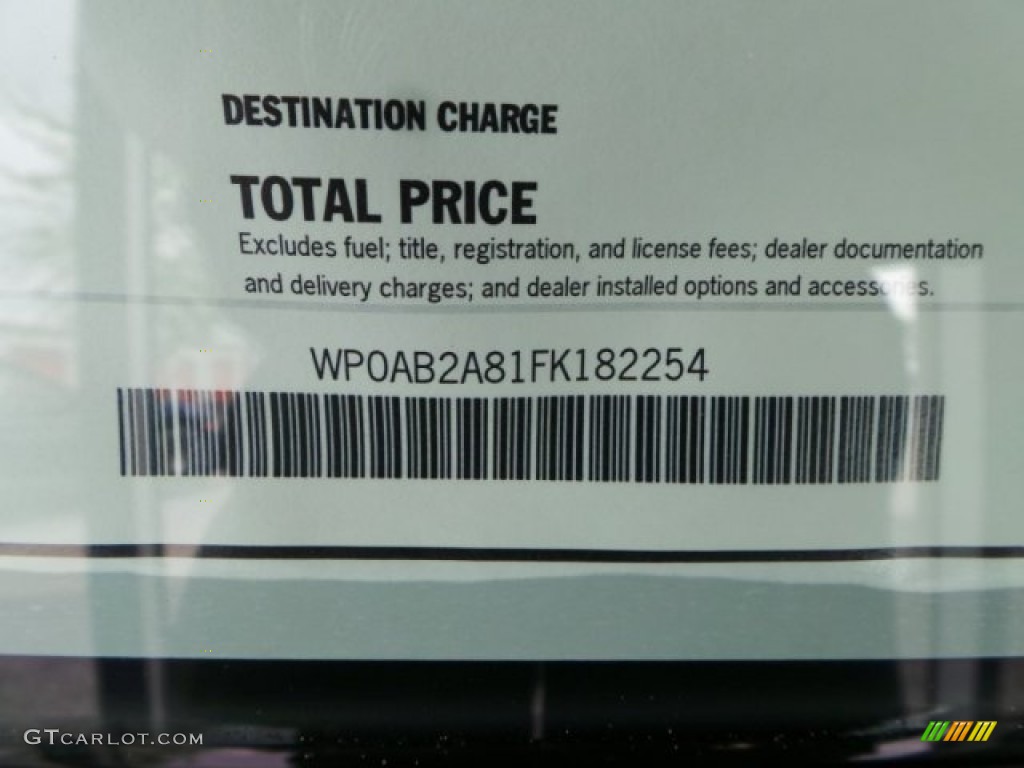 DESTINATION CHARGE
TOTAL PRICE
Excludes fuel; title, registration, and license fees; dealer documentation
and delivery charges; and dealer installed options and accessories.
WP0AB2A81FK182254
GTCARLOT.COM